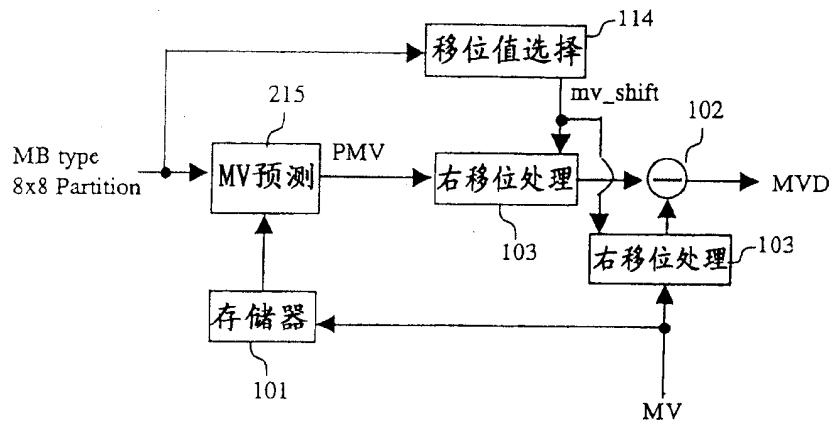 114
移位值选择
215
mv_shift
102
MB type
8x8 Partition
MV预测
PMV
右移位处理
MVD
103
右移位处理
103
存储器
101
MV